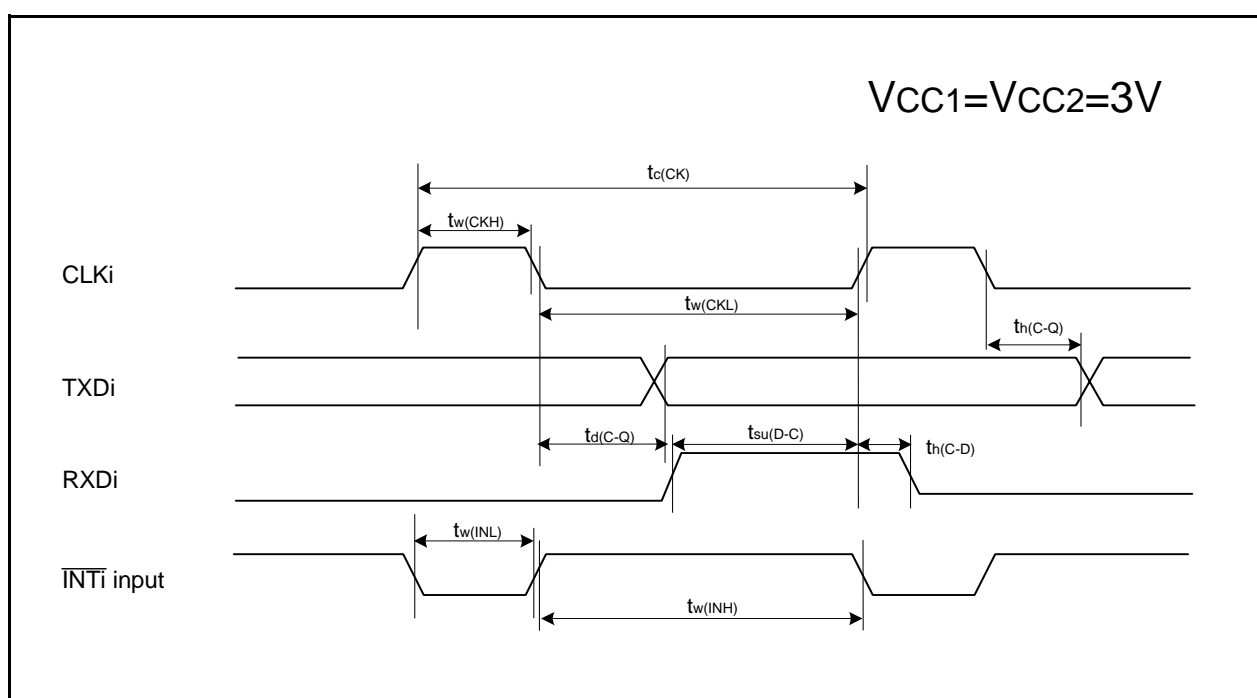 VCC1=VCC2=3V
tc(CK)
tw(CKH)
CLKi
tw(CKL)
th(C-Q)
TXDi
td(C-Q)
tsu(D-C)
th(C-D)
RXDi
tw(INL)
INTi input
tw(INH)